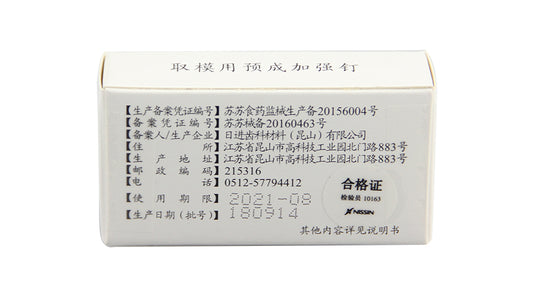 取模用预成加强钉
【生产备案凭证编号】苏苏食药监械生产备20156004号
【备案凭证编号】苏苏械备20160463号
【备案人/生产企业】日进齿科材料（昆山）有限公司
【住所】江苏省昆山市高科技工业园北门路883号
【生产地址】江苏省昆山市高科技工业园北门路883号
【邮政编码】215316
【电话】0512-57794412
【使用期限】2021-08
【生产日期（批号）】180914
合格证
检验员 10163
NISSIN
其他内容详见说明书